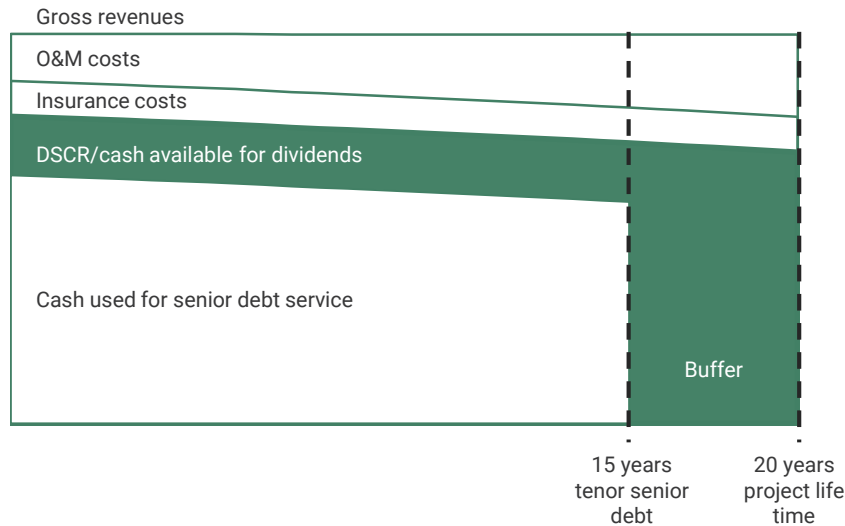 Gross revenues
O&M costs
Insurance costs
DSCR/cash available for dividends
Cash used for senior debt service
Buffer
15 years
tenor senior
debt
20 years
project life
time